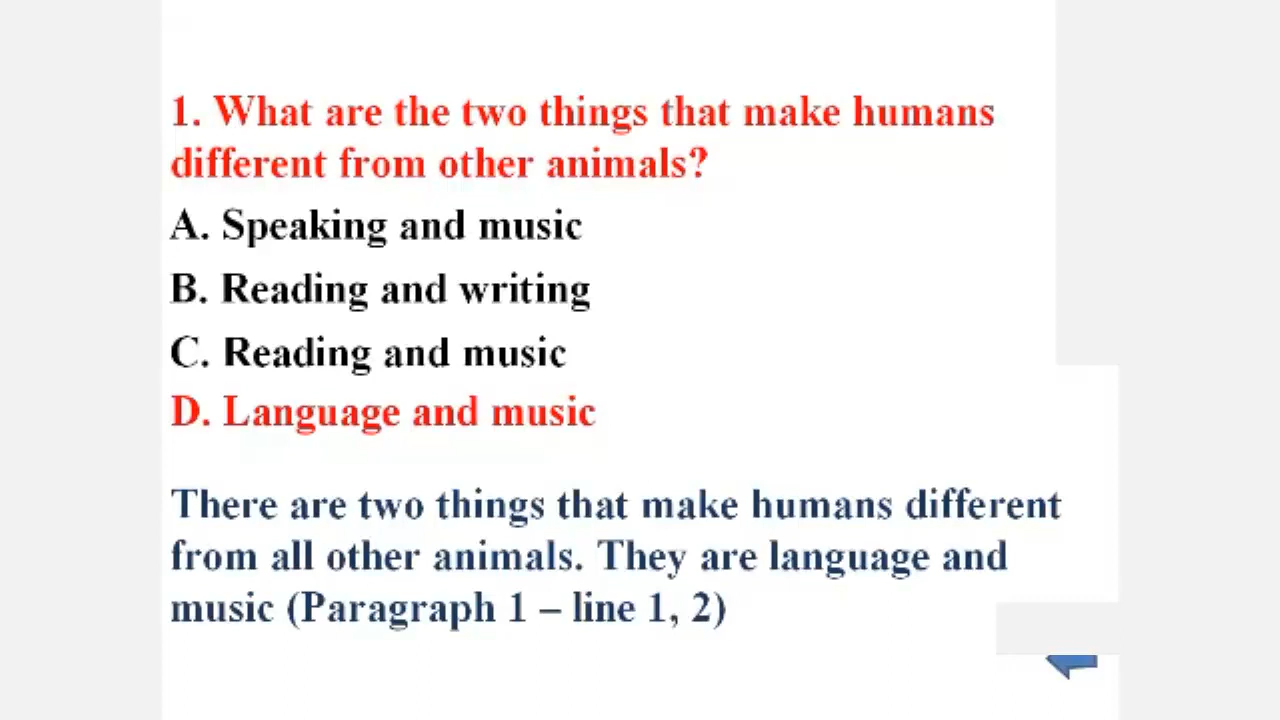 1. What are the two things that make humans
different from other animals?
A. Speaking and music
B. Reading and writing
C. Reading and music
D. Language and music
There are two things that make humans different
from all other animals. They are language and
music (Paragraph 1 – line 1, 2)